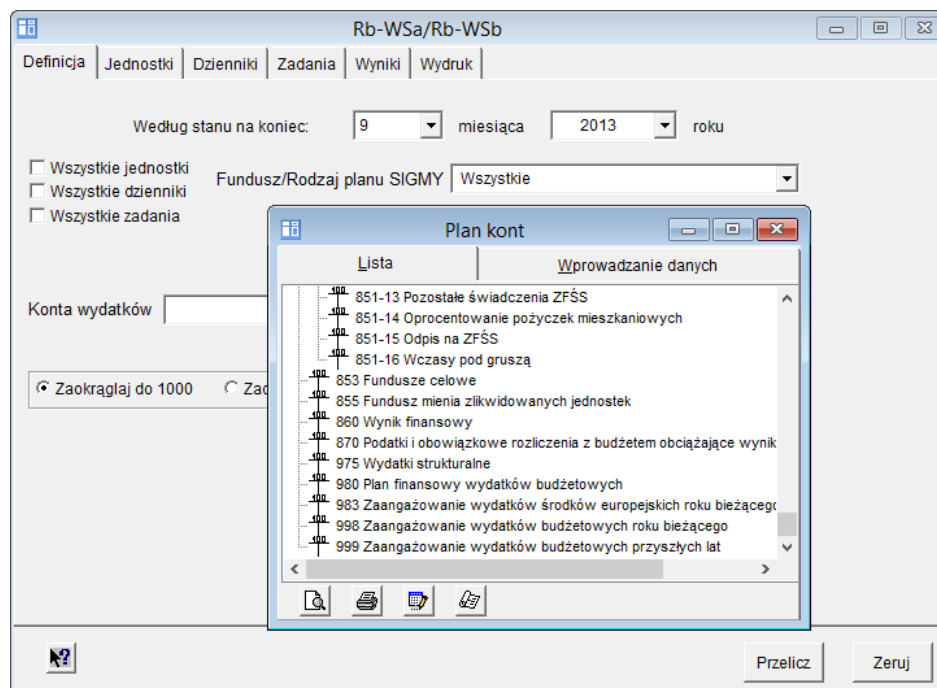 Rb-WSa/Rb-WSb
Definicja Jednostki Dzienniki Zadania Wyniki Wydruk
Według stanu na koniec: 9 miesiąca 2013 roku
Wszystkie jednostki
Fundusz/Rodzaj planu SIGMY Wszystkie
Wszystkie dzienniki
Wszystkie zadania
Plan kont
Lista Wprowadzanie danych
851-13 Pozostałe świadczenia ZFŚS
851-14 Oprocentowanie pożyczek mieszkaniowych
851-15 Odpis na ZFŚS
851-16 Wczasy pod gruszą
853 Fundusze celowe
855 Fundusz mienia zlikwidowanych jednostek
860 Wynik finansowy
870 Podatki i obowiązkowe rozliczenia z budżetem obciążające wynik
975 Wydatki strukturalne
980 Plan finansowy wydatków budżetowych
983 Zaangażowanie wydatków środków europejskich roku bieżącego
998 Zaangażowanie wydatków budżetowych roku bieżącego
999 Zaangażowanie wydatków budżetowych przyszłych lat
Konta wydatków
Zaokrąglaj do 1000 Zao
Przelicz Zeruj